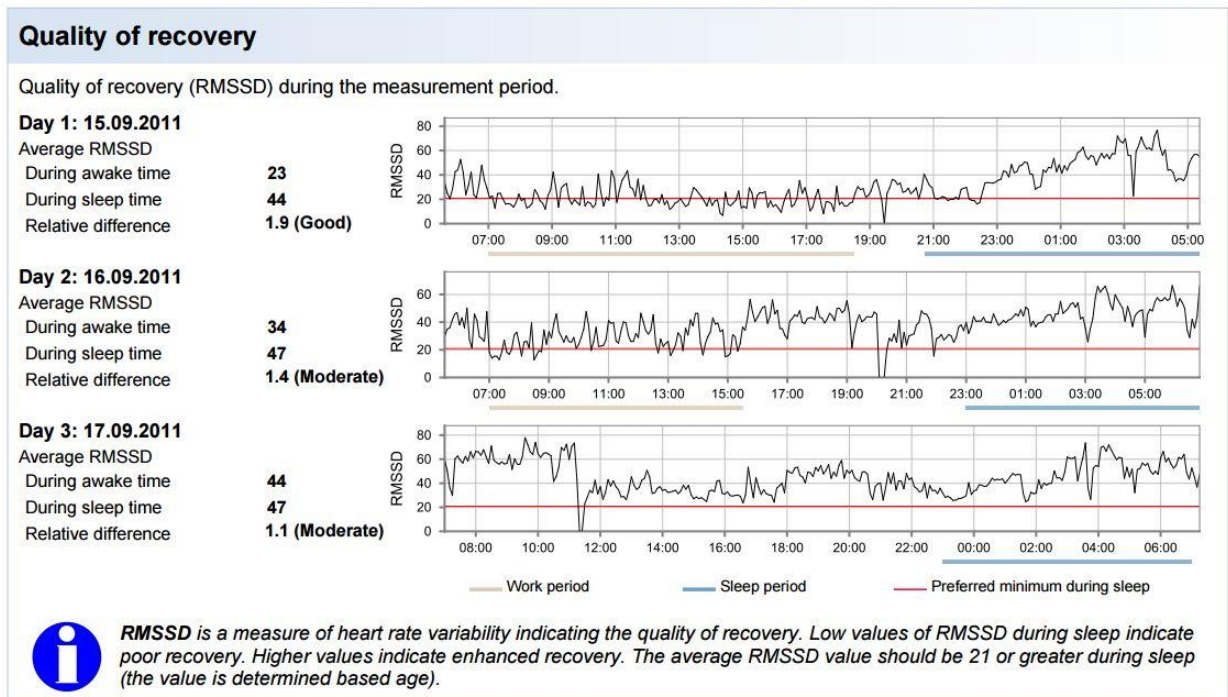 Quality of recovery
Quality of recovery (RMSSD) during the measurement period.
Day 1: 15.09.2011
Average RMSSD
During awake time 23
During sleep time 44
Relative difference 1.9 (Good)
RMSSD
80
60
40
20
0
07:00 09:00 11:00 13:00 15:00 17:00 19:00 21:00 23:00 01:00 03:00 05:00
Day 2: 16.09.2011
Average RMSSD
During awake time 34
During sleep time 47
Relative difference 1.4 (Moderate)
RMSSD
60
40
20
0
07:00 09:00 11:00 13:00 15:00 17:00 19:00 21:00 23:00 01:00 03:00 05:00
Day 3: 17.09.2011
Average RMSSD
During awake time 44
During sleep time 47
Relative difference 1.1 (Moderate)
RMSSD
80
60
40
20
0
08:00 10:00 12:00 14:00 16:00 18:00 20:00 22:00 00:00 02:00 04:00 06:00
Work period Sleep period Preferred minimum during sleep
i
RMSSD is a measure of heart rate variability indicating the quality of recovery. Low values of RMSSD during sleep indicate
poor recovery. Higher values indicate enhanced recovery. The average RMSSD value should be 21 or greater during sleep
(the value is determined based age).